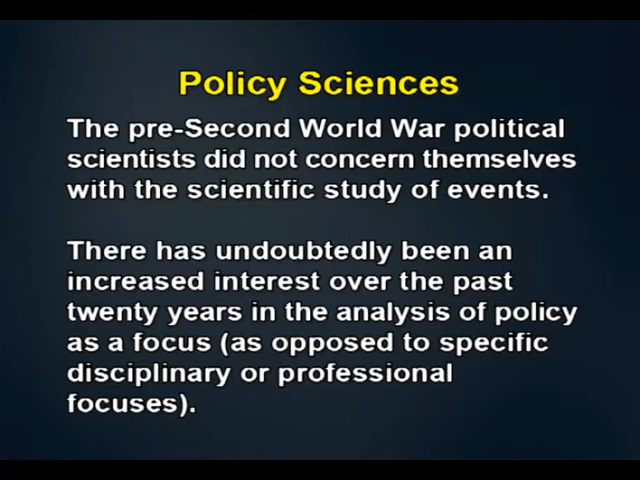 Policy Sciences
The pre-Second World War political
scientists did not concern themselves
with the scientific study of events.
There has undoubtedly been an
increased interest over the past
twenty years in the analysis of policy
as a focus (as opposed to specific
disciplinary or professional
focuses).